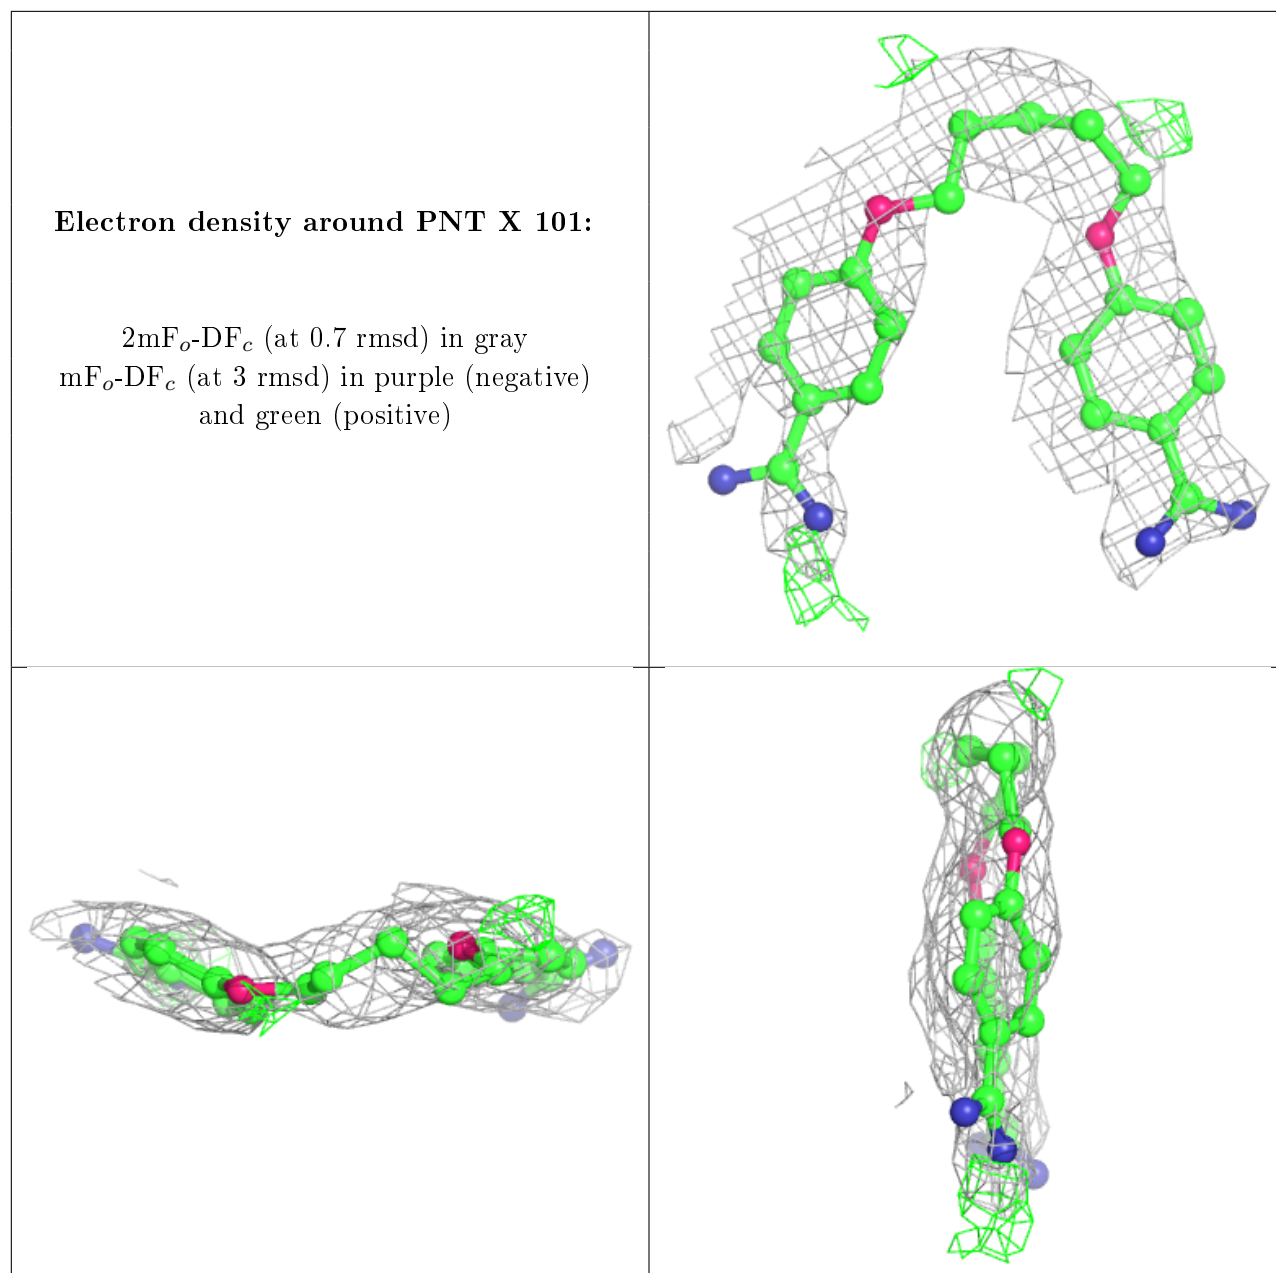 Electron density around PNT X 101:
2mFo-DFc (at 0.7 rmsd) in gray
mFo-DFc (at 3 rmsd) in purple (negative)
and green (positive)